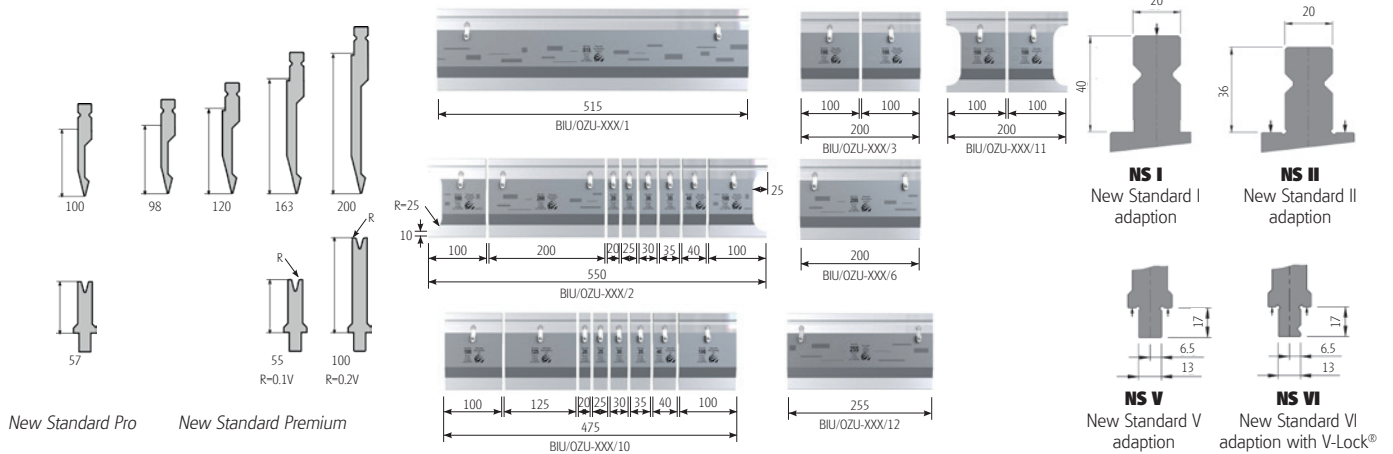 100
98
120
163
200
57
R
R
55
R=0.1V
100
R=0.2V
New Standard Pro
New Standard Premium
515
BIU/OZU-XXX/1
100 100
200
BIU/OZU-XXX/3
100 100
200
BIU/OZU-XXX/11
R=25
10
25
100 200 20 25 30 35 40 100
550
BIU/OZU-XXX/2
200
BIU/OZU-XXX/6
100 125 20 25 30 35 40 100
475
BIU/OZU-XXX/10
255
BIU/OZU-XXX/12
20
40
NS I
New Standard I
adaption
20
36
NS II
New Standard II
adaption
17
6.5
13
NS V
New Standard V
adaption
17
6.5
13
NS VI
New Standard VI
adaption with V-Lock®